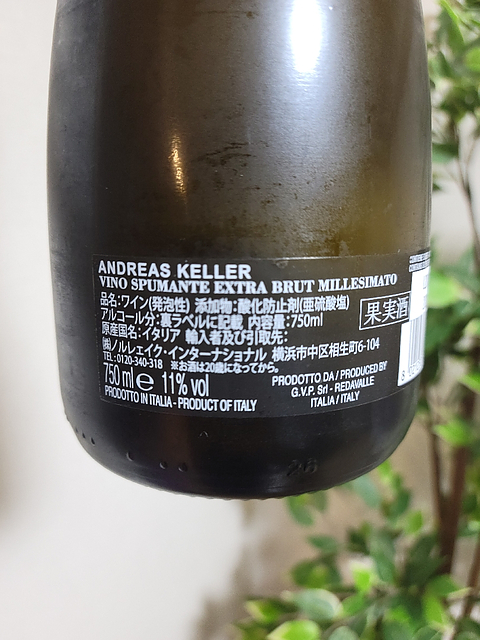 ANDREAS KELLER
VINO SPUMANTE EXTRA BRUT MILLESIMATO
品名:ワイン(発泡性) 添加物:酸化防止剤(亜硫酸塩)
アルコール分:裏ラベルに記載 内容量:750ml
果実酒
原産国名:イタリア 輸入者及び引取先:
㈱ノルレェイク・インターナショナル 横浜市中区相生町6-104
TEL:0120-340-318 ※お酒は20歳になってから。
750 ml e 11% vol
PRODOTTO IN ITALIA - PRODUCT OF ITALY
PRODOTTO DA / PRODUCED BY
G.V.P. Srl - REDAVALLE
ITALIA / ITALY